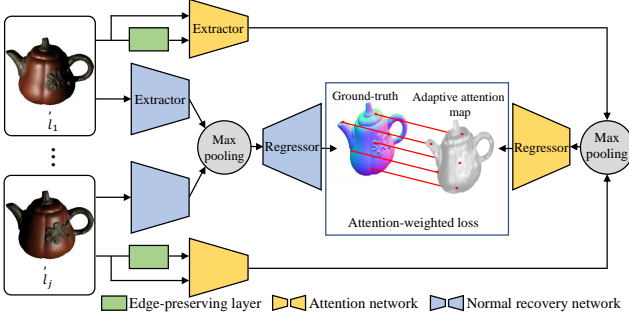 Extractor
Extractor
l'₁
Max
pooling
Regressor
Ground-truth
Adaptive attention
map
Attention-weighted loss
Regressor
Max
pooling
l'ⱼ
Edge-preserving layer
Attention network
Normal recovery network